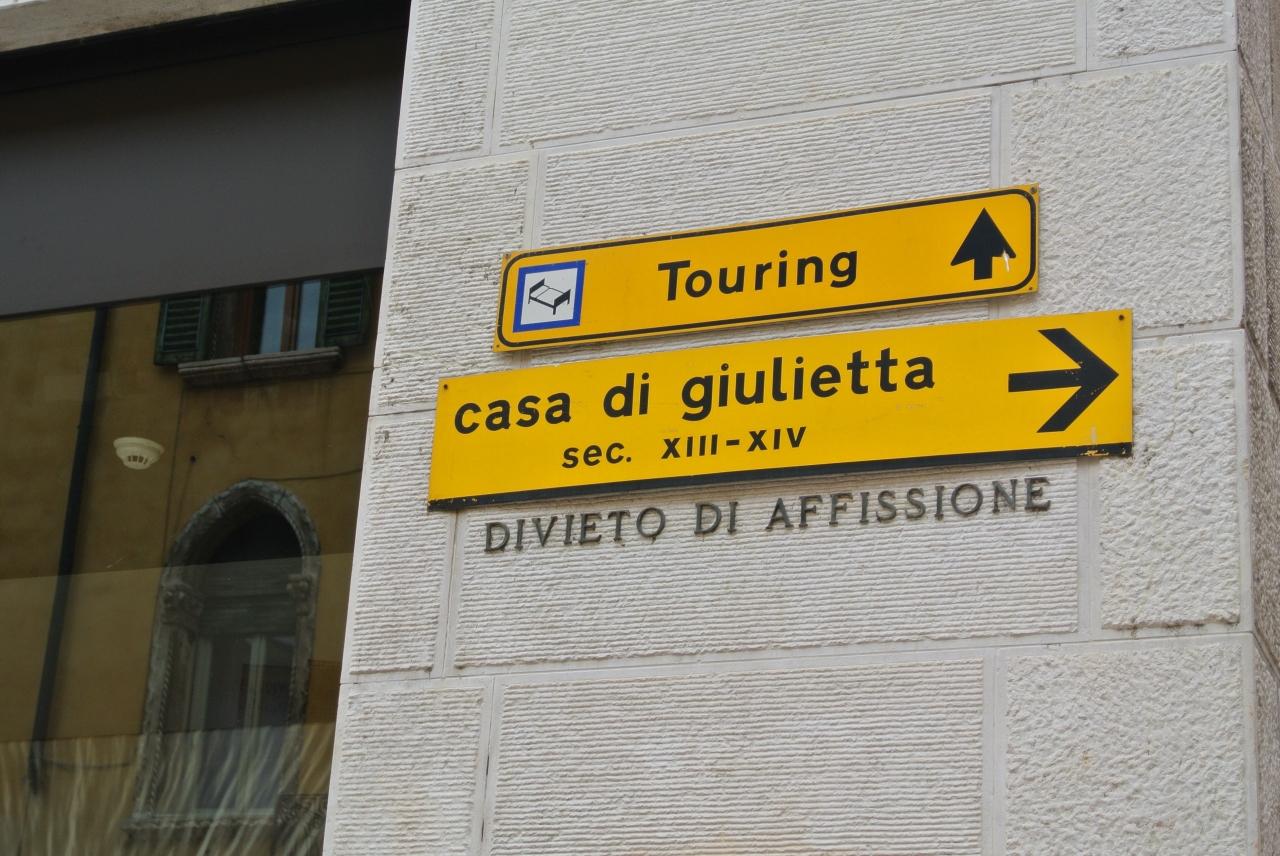 Touring
casa di giulietta
sec. XIII-XIV
DIVIETO DI AFFISSIONE